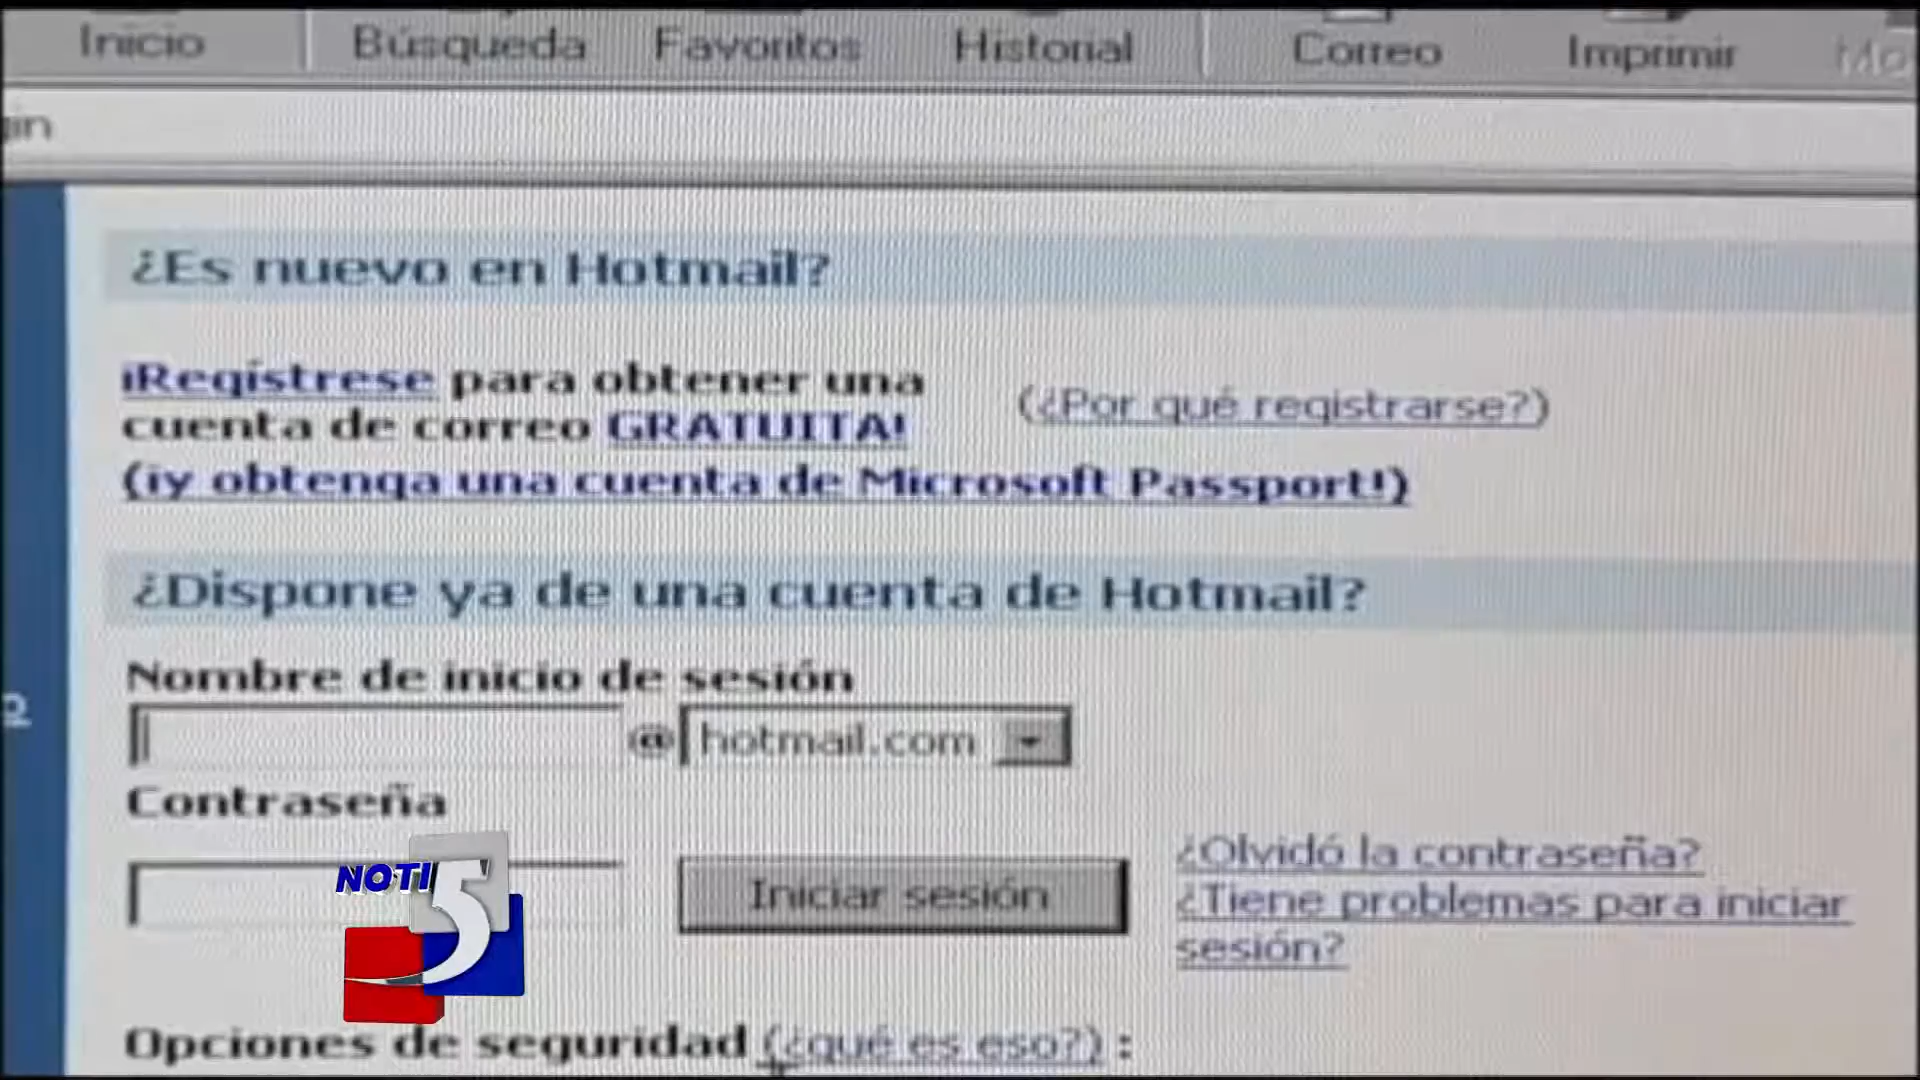 Inicio Búsqueda Favoritos Historial Correo Imprimir
¿Es nuevo en Hotmail?
¡Regístrese para obtener una
cuenta de correo GRATUITA!
(¿Por qué registrarse?)
(¡y obtenga una cuenta de Microsoft Passport!)
¿Dispone ya de una cuenta de Hotmail?
Nombre de inicio de sesión
@ hotmail.com
Contraseña
Iniciar sesión
¿Olvidó la contraseña?
¿Tiene problemas para iniciar
sesión?
NOTI 5
Opciones de seguridad (¿qué es eso?) :